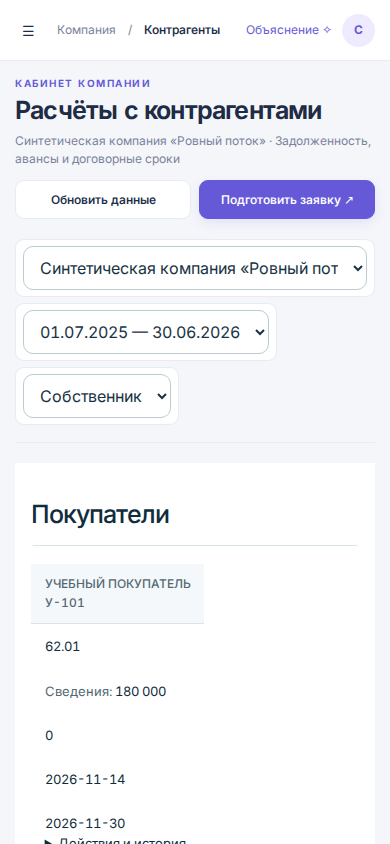 ☰ Компания / Контрагенты Объяснение ✧ С
КАБИНЕТ КОМПАНИИ
Расчёты с контрагентами
Синтетическая компания «Ровный поток» · Задолженность,
авансы и договорные сроки
Обновить данные Подготовить заявку ↗
Синтетическая компания «Ровный пот
01.07.2025 — 30.06.2026
Собственник
Покупатели
УЧЕБНЫЙ ПОКУПАТЕЛЬ
У-101
62.01
Сведения: 180 000
0
2026-11-14
2026-11-30
▶ Действия и история